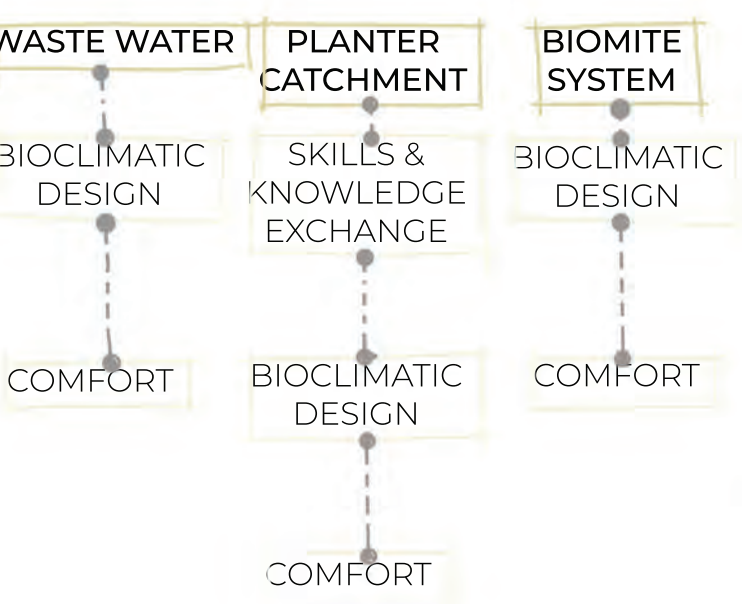 WASTE WATER
BIOCLIMATIC
DESIGN
COMFORT
PLANTER
CATCHMENT
SKILLS &
KNOWLEDGE
EXCHANGE
BIOCLIMATIC
DESIGN
COMFORT
BIOMITE
SYSTEM
BIOCLIMATIC
DESIGN
COMFORT